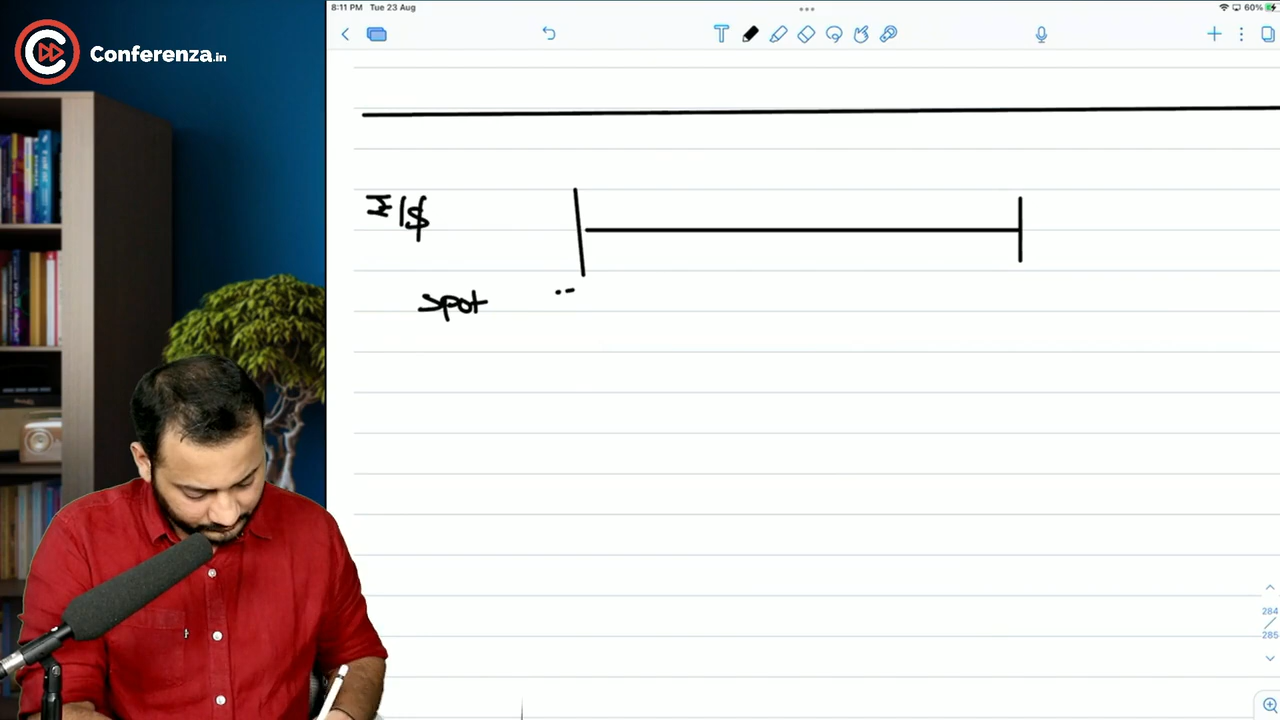 8:11 PM Tue 23 Aug
60%
Conferenza.in
₹/$
spot
284
285